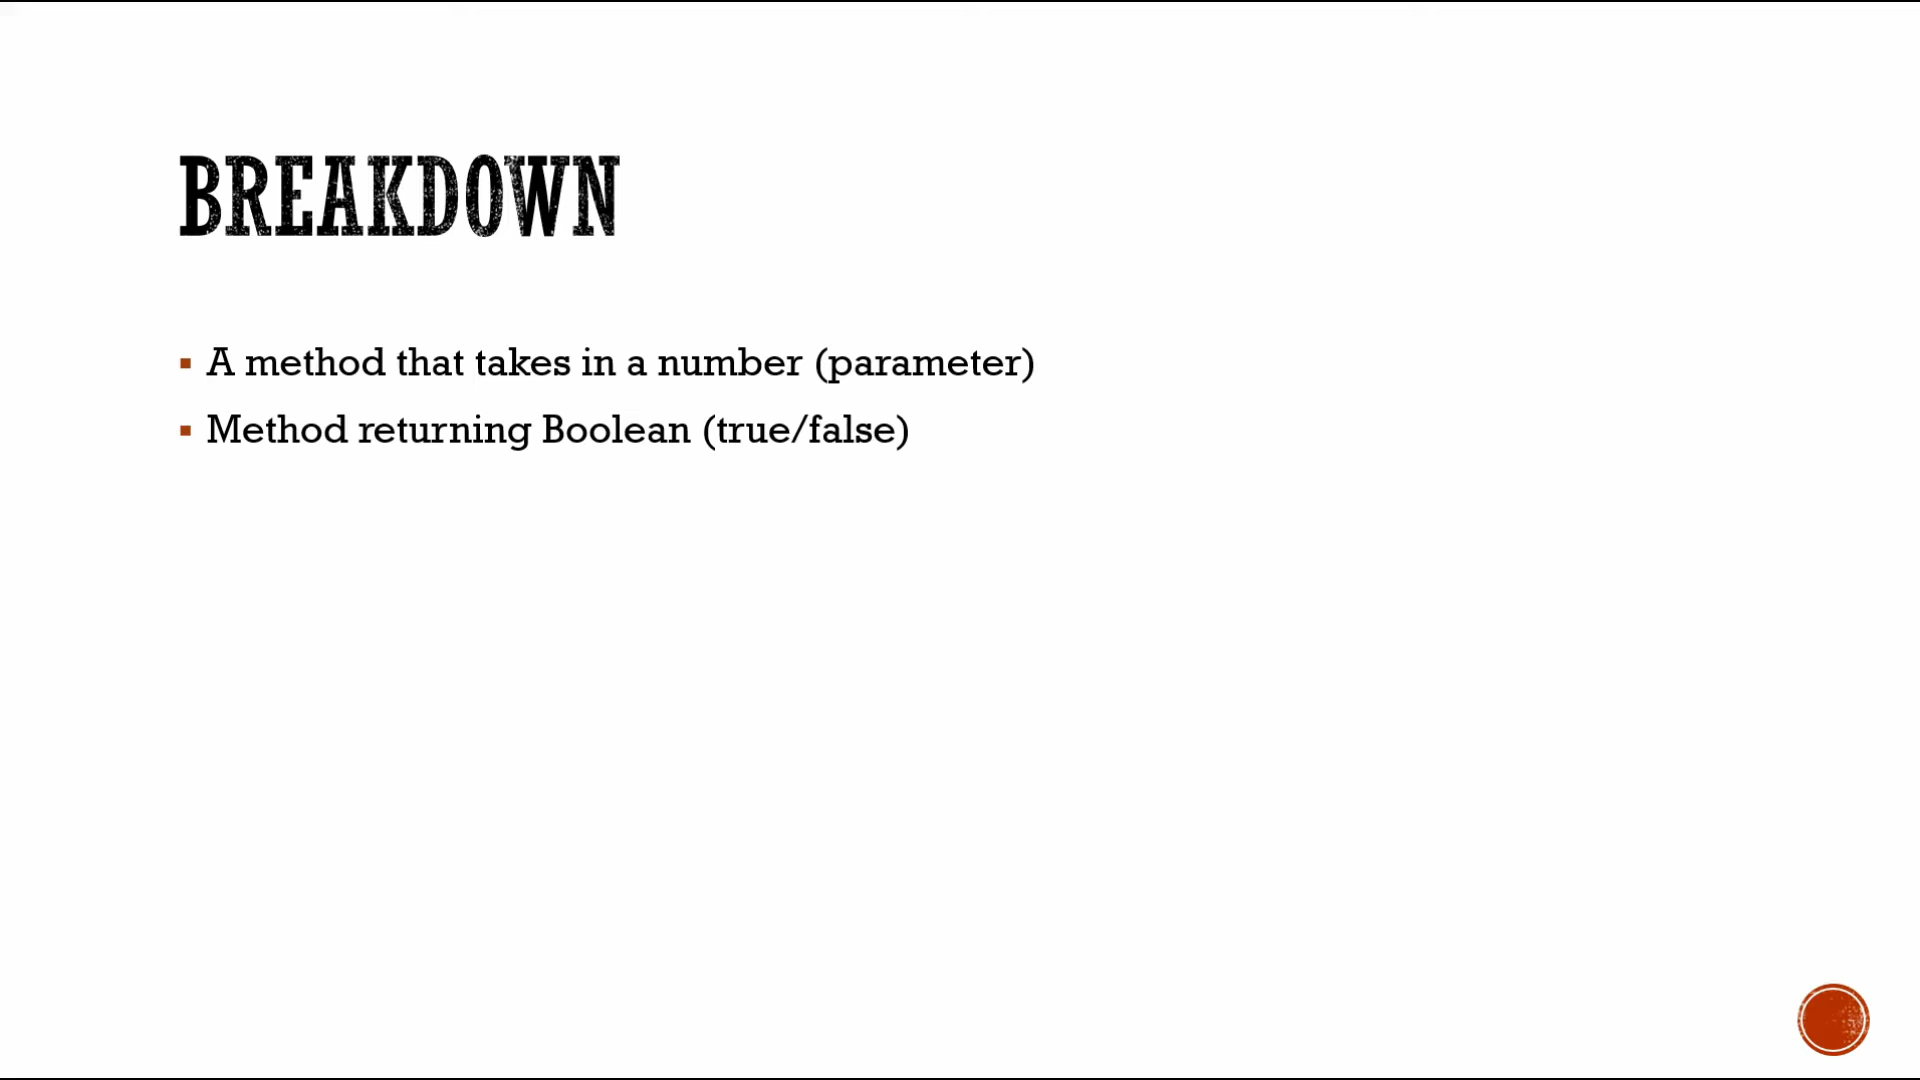 BREAKDOWN
▪ A method that takes in a number (parameter)
▪ Method returning Boolean (true/false)